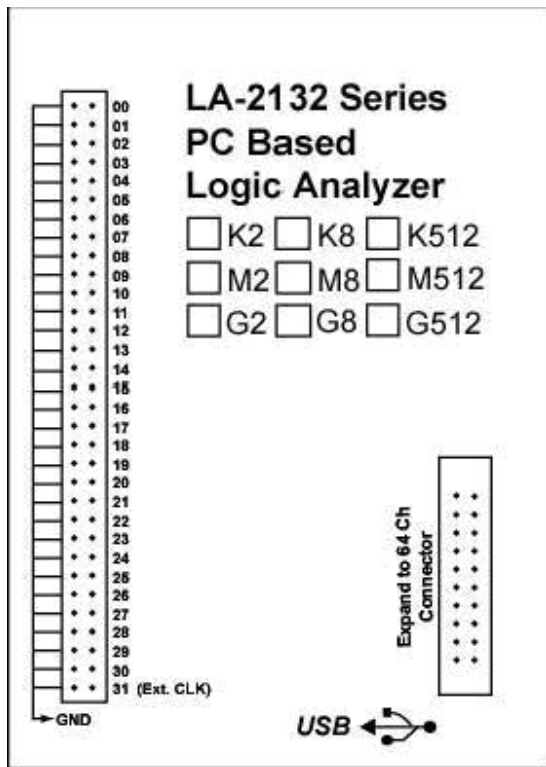 LA-2132 Series
PC Based
Logic Analyzer
K2 K8 K512
M2 M8 M512
G2 G8 G512
00
01
02
03
04
05
06
07
08
09
10
11
12
13
14
15
16
17
18
19
20
21
22
23
24
25
26
27
28
29
30
31 (Ext. CLK)
GND
Expand to 64 Ch
Connector
USB